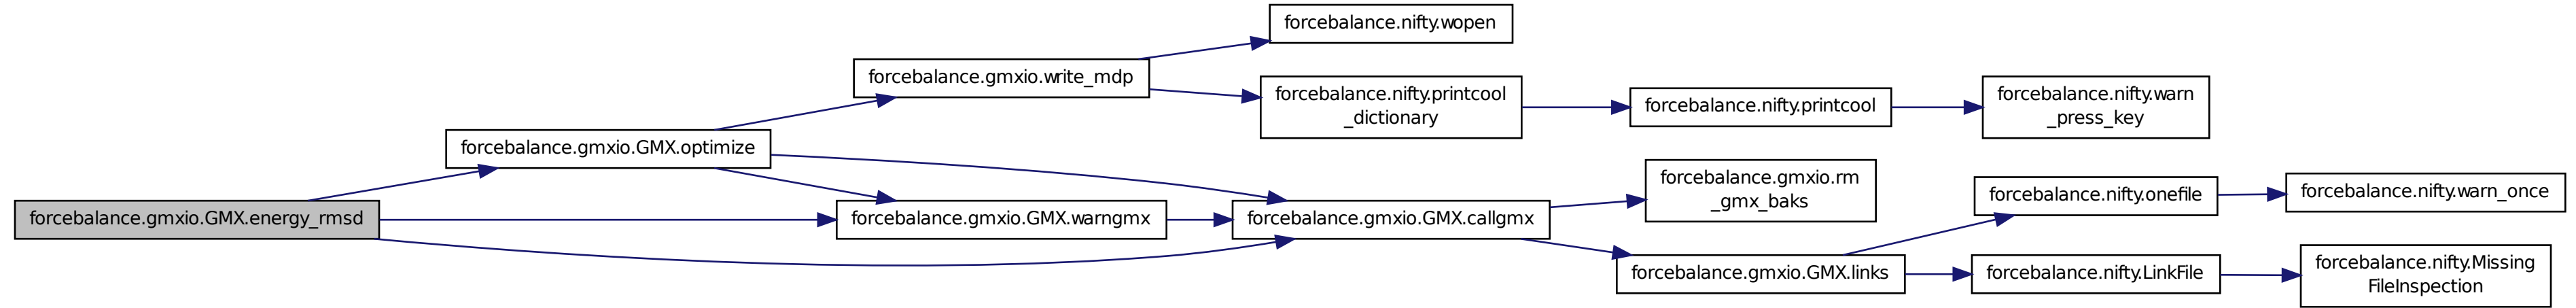 forcebalance.gmxio.GMX.energy_rmsd
forcebalance.gmxio.GMX.optimize
forcebalance.gmxio.write_mdp
forcebalance.nifty.wopen
forcebalance.nifty.printcool
_dictionary
forcebalance.nifty.printcool
forcebalance.nifty.warn
_press_key
forcebalance.gmxio.GMX.warngmx
forcebalance.gmxio.GMX.callgmx
forcebalance.gmxio.rm
_gmx_baks
forcebalance.gmxio.GMX.links
forcebalance.nifty.onefile
forcebalance.nifty.warn_once
forcebalance.nifty.LinkFile
forcebalance.nifty.Missing
FileInspection